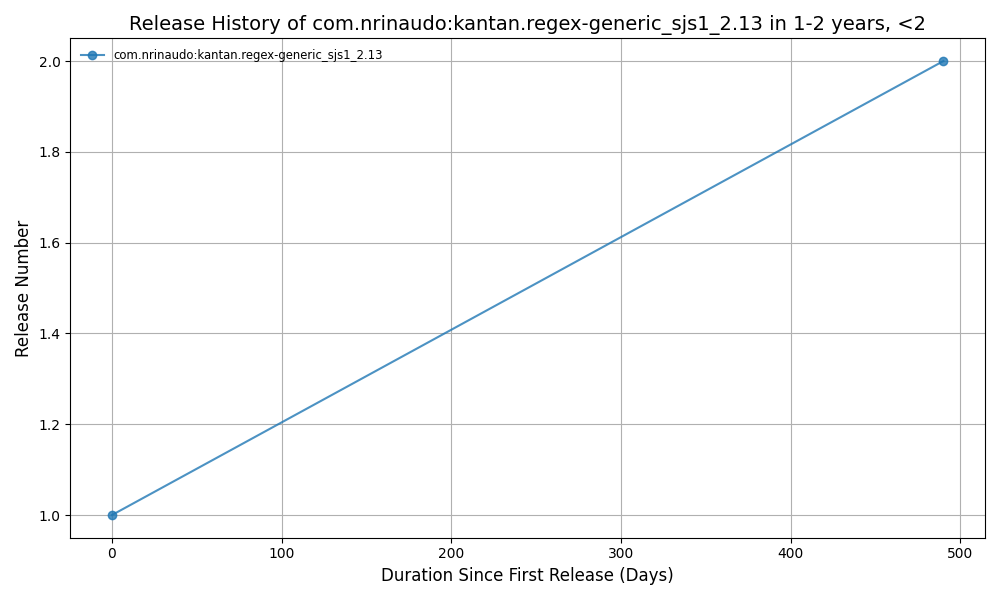 Release History of com.nrinaudo:kantan.regex-generic_sjs1_2.13 in 1-2 years, <2
com.nrinaudo:kantan.regex-generic_sjs1_2.13
2.0
1.8
1.6
1.4
1.2
1.0
Release Number
0 100 200 300 400 500
Duration Since First Release (Days)